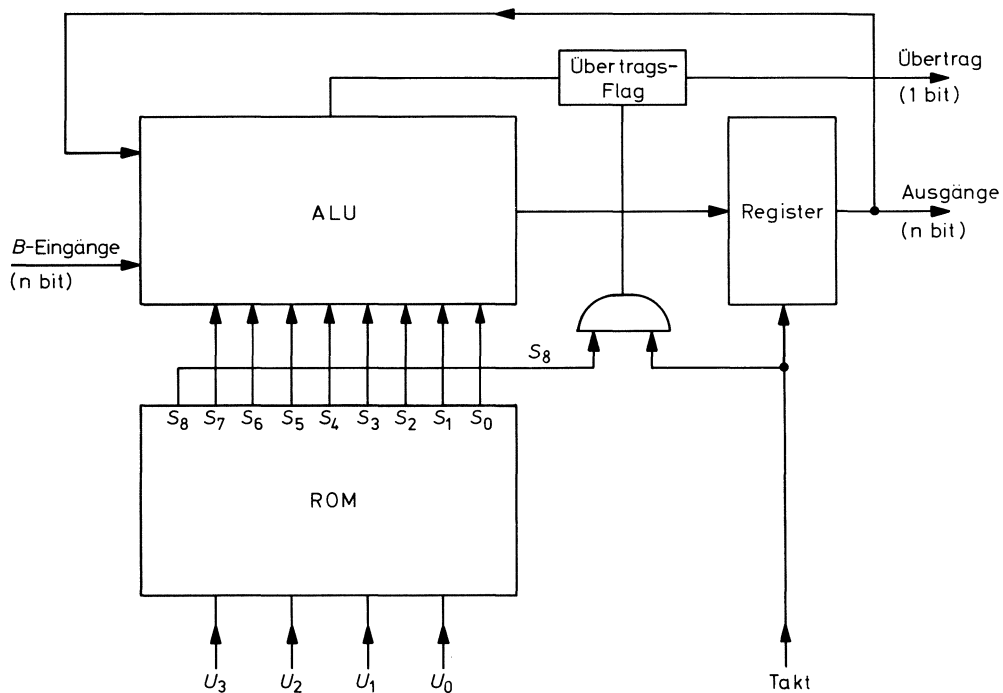 Übertrags-
Flag
Übertrag
(1 bit)
ALU
Register
Ausgänge
(n bit)
B-Eingänge
(n bit)
S8
S8 S7 S6 S5 S4 S3 S2 S1 S0
ROM
U3 U2 U1 U0
Takt